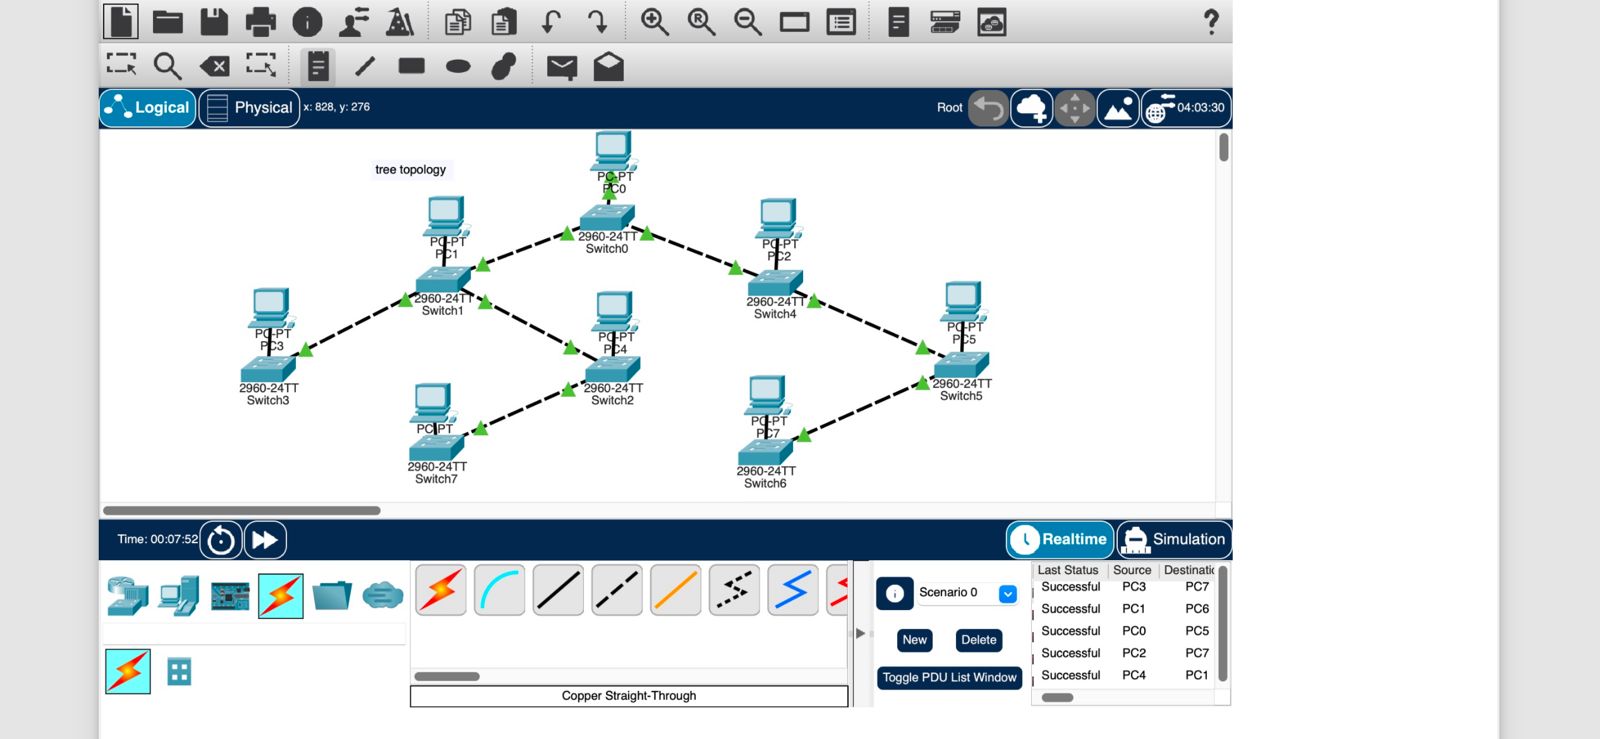 R
?
Logical
Physical
x: 828, y: 276
Root
04:03:30
tree topology
PC-PT
PC0
2960-24TT
Switch0
PC-PT
PC1
2960-24TT
Switch1
PC-PT
PC2
2960-24TT
Switch4
PC-PT
PC3
2960-24TT
Switch3
PC-PT
PC4
2960-24TT
Switch2
PC-PT
PC5
2960-24TT
Switch5
PC-PT
2960-24TT
Switch7
PC-PT
PC7
2960-24TT
Switch6
Time: 00:07:52
Realtime
Simulation
Scenario 0
New
Delete
Toggle PDU List Window
Last Status Source Destinatio
Successful PC3 PC7
Successful PC1 PC6
Successful PC0 PC5
Successful PC2 PC7
Successful PC4 PC1
Copper Straight-Through